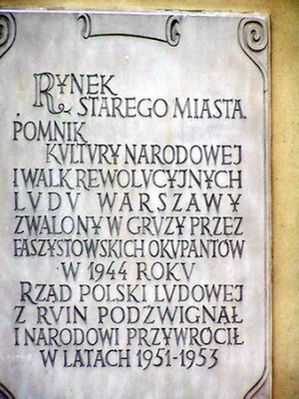 RYNEK
STAREGO MIASTA
POMNIK
KVLTVRY NARODOWEJ
I WALK REWOLVCYJNYCH
LVDV WARSZAWY
ZWALONY W GRVZY PRZEZ
FASZYSTOWSKICH OKVPANTÓW
W 1944 ROKV
RZĄD POLSKI LVDOWEJ
Z RVIN PODŹWIGNĄŁ
I NARODOWI PRZYWRÓCIŁ
W LATACH 1951-1953